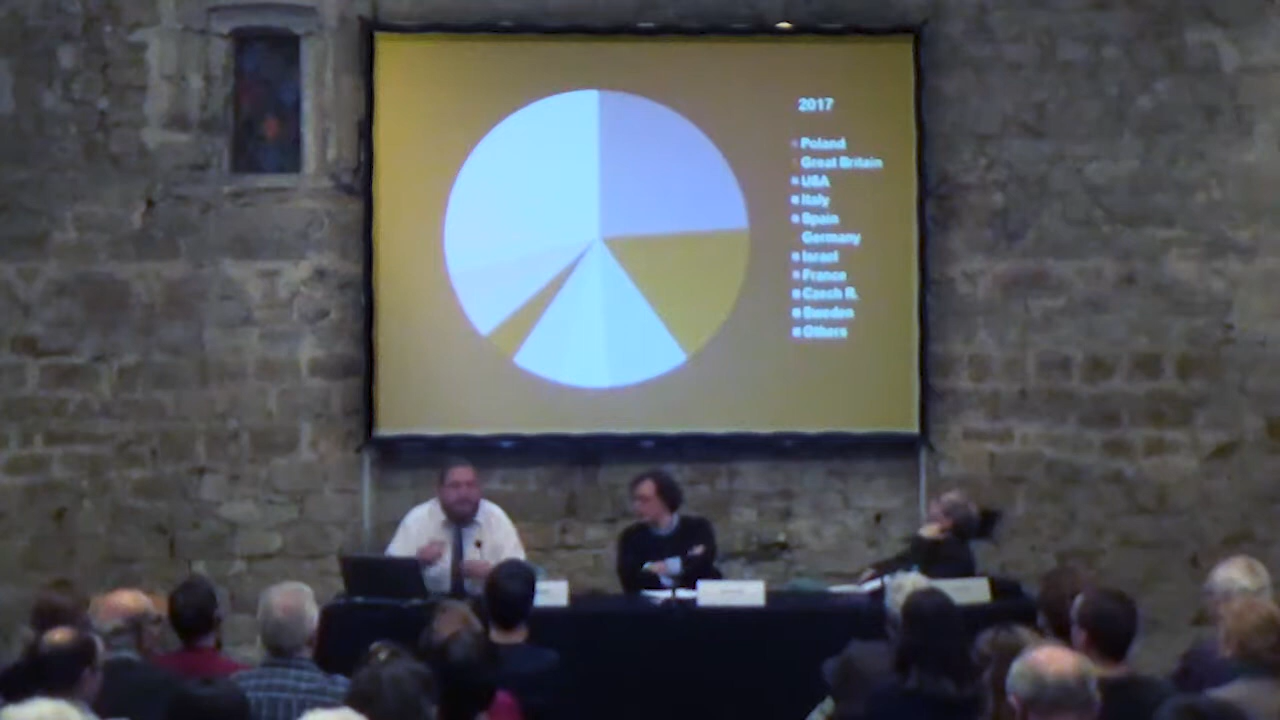 2017
Poland
Great Britain
USA
Italy
Spain
Germany
Israel
France
Czech R.
Sweden
Others